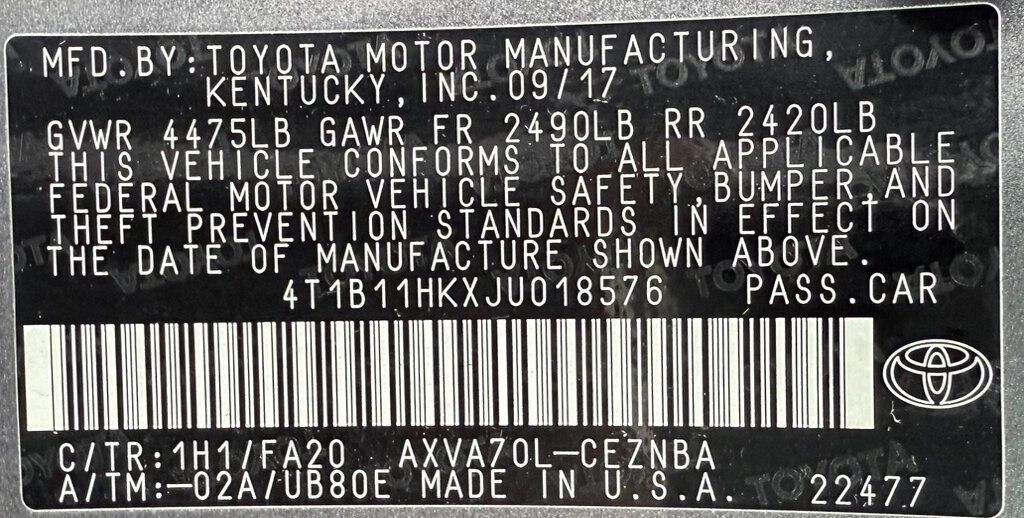 MFD.BY:TOYOTA MOTOR MANUFACTURING,
KENTUCKY,INC.09/17
GVWR 4475LB GAWR FR 2490LB RR 2420LB
THIS VEHICLE CONFORMS TO ALL APPLICABLE
FEDERAL MOTOR VEHICLE SAFETY,BUMPER,AND
THEFT PREVENTION STANDARDS IN EFFECT ON
THE DATE OF MANUFACTURE SHOWN ABOVE.
4T1B11HKXJU018576 PASS.CAR
C/TR:1H1/FA20 AXVA70L-CEZNBA
A/TM:-02A/UB80E MADE IN U.S.A. 22477